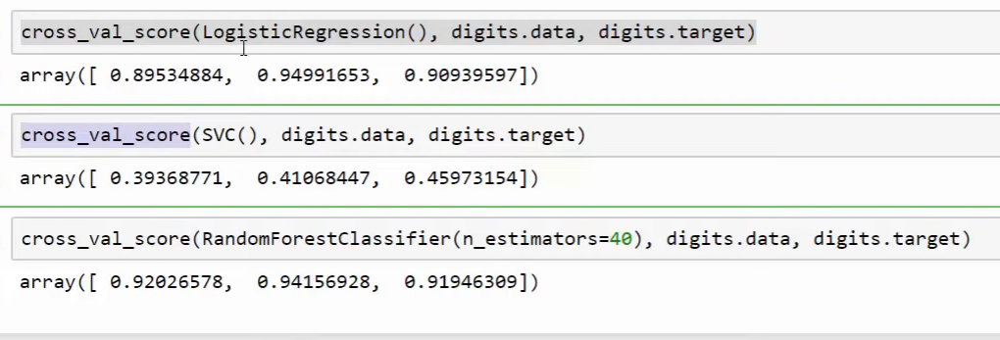 cross_val_score(LogisticRegression(), digits.data, digits.target)
array([ 0.89534884,  0.94991653,  0.90939597])
cross_val_score(SVC(), digits.data, digits.target)
array([ 0.39368771,  0.41068447,  0.45973154])
cross_val_score(RandomForestClassifier(n_estimators=40), digits.data, digits.target)
array([ 0.92026578,  0.94156928,  0.91946309])